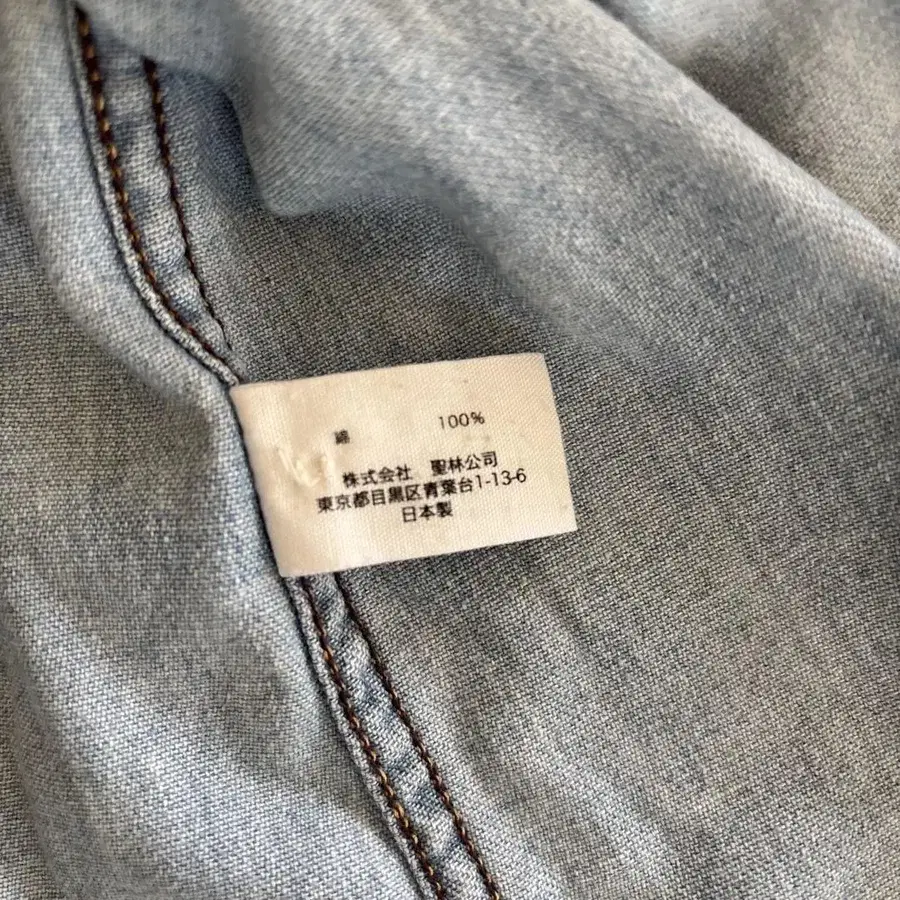 綿 100%
株式会社 聖林公司
東京都目黒区青葉台1-13-6
日本製